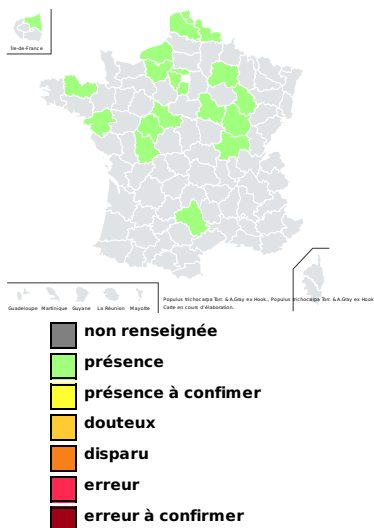 Île-de-France
Guadeloupe Martinique Guyane La Réunion Mayotte
Populus trichocarpa Torr. & A.Gray ex Hook., Populus trichocarpa Torr. & A.Gray ex Hook
Carte en cours d'élaboration.
non renseignée
présence
présence à confimer
douteux
disparu
erreur
erreur à confirmer